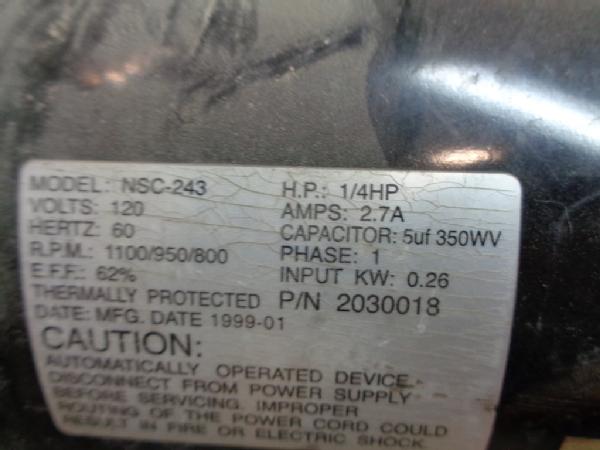 MODEL: NSC-243 H.P.: 1/4HP
VOLTS: 120 AMPS: 2.7A
HERTZ: 60 CAPACITOR: 5uf 350WV
R.P.M.: 1100/950/800 PHASE: 1
E.F.F.: 62% INPUT KW: 0.26
THERMALLY PROTECTED P/N 2030018
DATE: MFG. DATE 1999-01
CAUTION:
AUTOMATICALLY OPERATED DEVICE
DISCONNECT FROM POWER SUPPLY
BEFORE SERVICING. IMPROPER
ROUTING OF THE POWER CORD COULD
RESULT IN FIRE OR ELECTRIC SHOCK